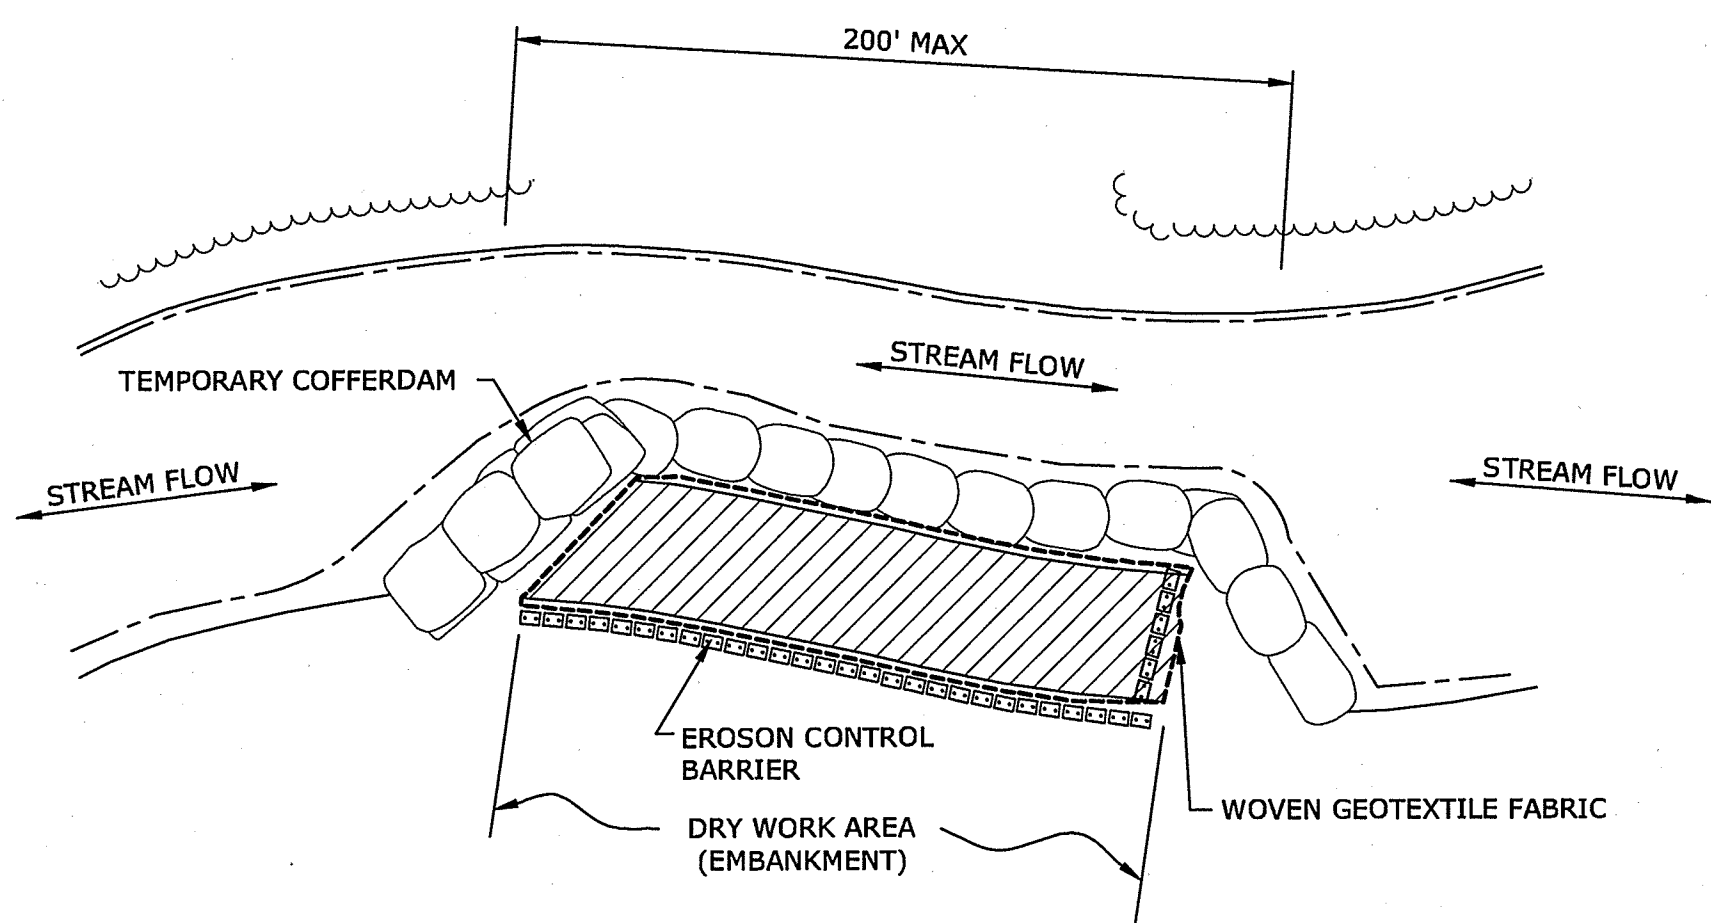 200' MAX
STREAM FLOW
TEMPORARY COFFERDAM
STREAM FLOW
STREAM FLOW
EROSON CONTROL
BARRIER
WOVEN GEOTEXTILE FABRIC
DRY WORK AREA
(EMBANKMENT)